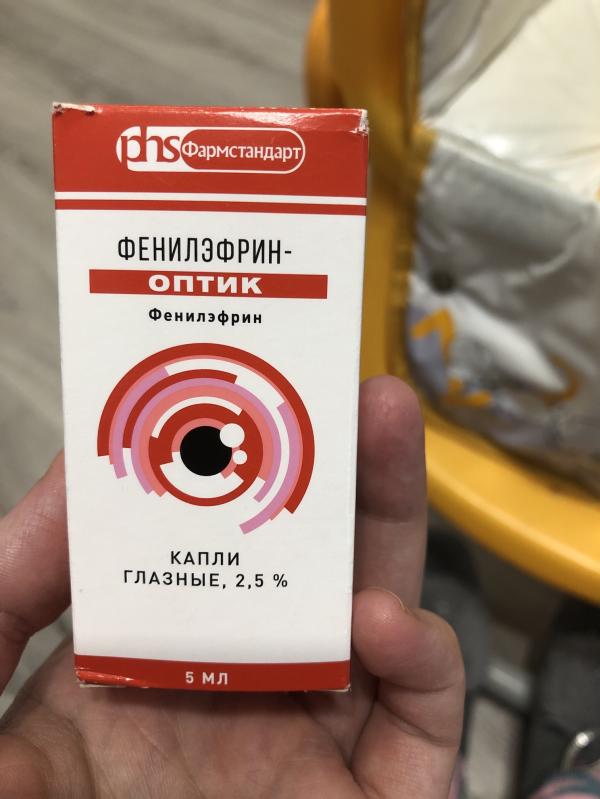 phs Фармстандарт
ФЕНИЛЭФРИН-
ОПТИК
Фенилэфрин
КАПЛИ
ГЛАЗНЫЕ, 2,5 %
5 МЛ